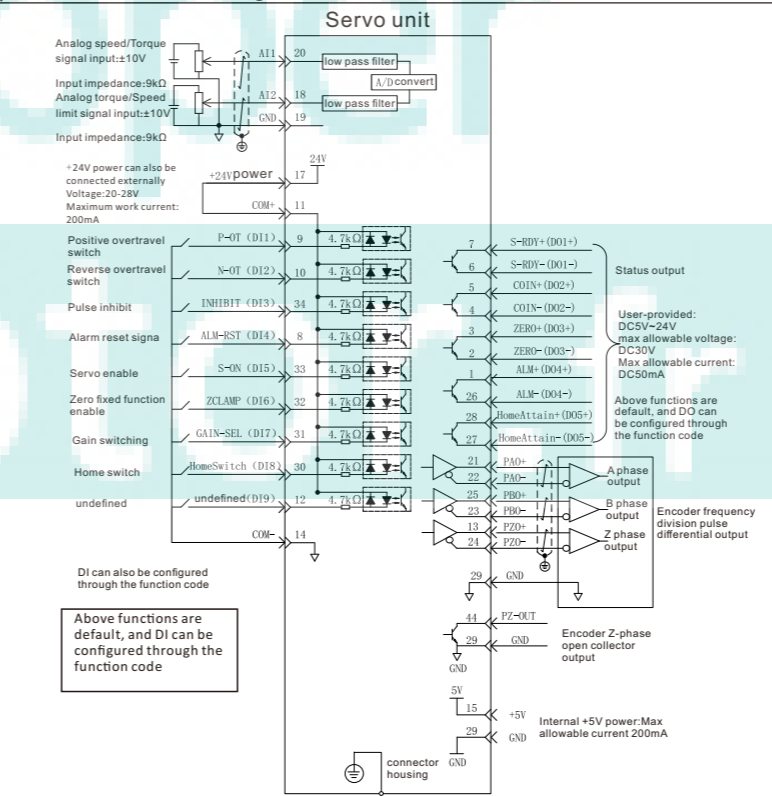 Servo unit
Analog speed/Torque
signal input:±10V
Input impedance:9kΩ
Analog torque/Speed
limit signal input:±10V
Input impedance:9kΩ
AI1
20
low pass filter
A/D convert
AI2
18
low pass filter
GND
19
24V
+24V power can also be
connected externally
Voltage:20-28V
Maximum work current:
200mA
+24Vpower
17
COM+
11
Positive overtravel
switch
P-OT (DI1)
9
4.7kΩ
Reverse overtravel
switch
N-OT (DI2)
10
4.7kΩ
Pulse inhibit
INHIBIT (DI3)
34
4.7kΩ
Alarm reset signa
ALM-RST (DI4)
8
4.7kΩ
Servo enable
S-ON (DI5)
33
4.7kΩ
Zero fixed function
enable
ZCLAMP (DI6)
32
4.7kΩ
Gain switching
GAIN-SEL (DI7)
31
4.7kΩ
Home switch
HomeSwitch (DI8)
30
4.7kΩ
undefined
undefined(DI9)
12
4.7kΩ
COM-
14
DI can also be configured
through the function code
Above functions are
default, and DI can be
configured through the
function code
7
S-RDY+(DO1+)
6
S-RDY-(DO1-)
5
COIN+(DO2+)
4
COIN-(DO2-)
3
ZERO+(DO3+)
2
ZERO-(DO3-)
1
ALM+(DO4+)
26
ALM-(DO4-)
28
HomeAttain+(DO5+)
27
HomeAttain-(DO5-)
Status output
User-provided:
DC5V~24V
max allowable voltage:
DC30V
Max allowable current:
DC50mA
Above functions are
default, and DO can
be configured through
the function code
21
PAO+
22
PAO-
A phase
output
25
PBO+
23
PBO-
B phase
output
13
PZO+
24
PZO-
Z phase
output
Encoder frequency
division pulse
differential output
29
GND
44
PZ-OUT
29
GND
GND
Encoder Z-phase
open collector
output
5V
15
+5V
29
GND
GND
Internal +5V power:Max
allowable current 200mA
connector
housing